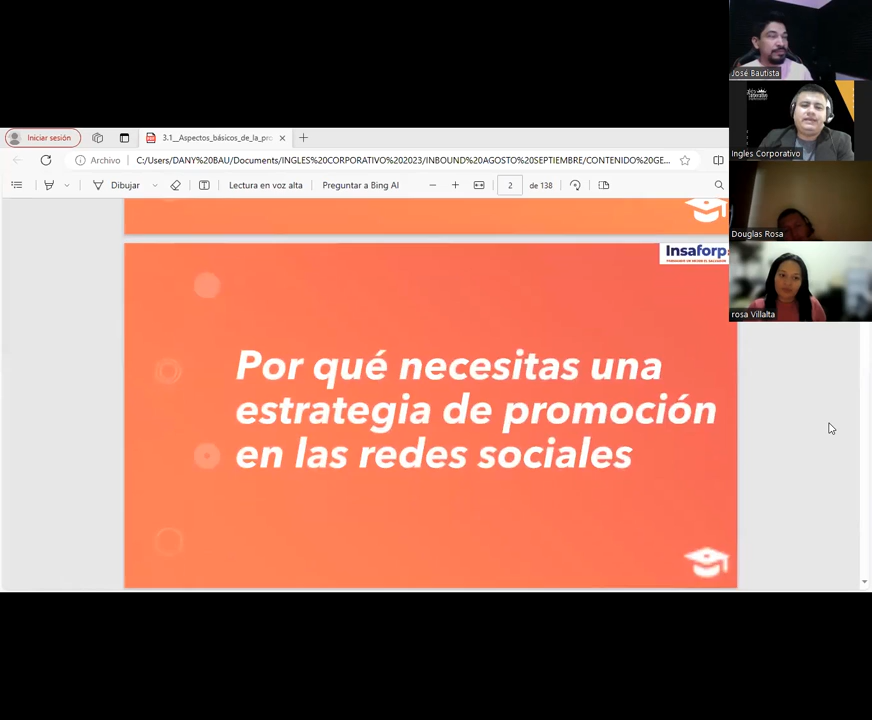 José Bautista
Ingles Corporativo
Douglas Rosa
rosa Villalta
Iniciar sesión
3.1__Aspectos_básicos_de_la_pro
Archivo
C:/Users/DANY%20BAU/Documents/INGLES%20CORPORATIVO%202023/INBOUND%20AGOSTO%20SEPTIEMBRE/CONTENIDO%20GE...
Dibujar
Lectura en voz alta
Preguntar a Bing AI
2
de 138
Insaforp
Por qué necesitas una
estrategia de promoción
en las redes sociales